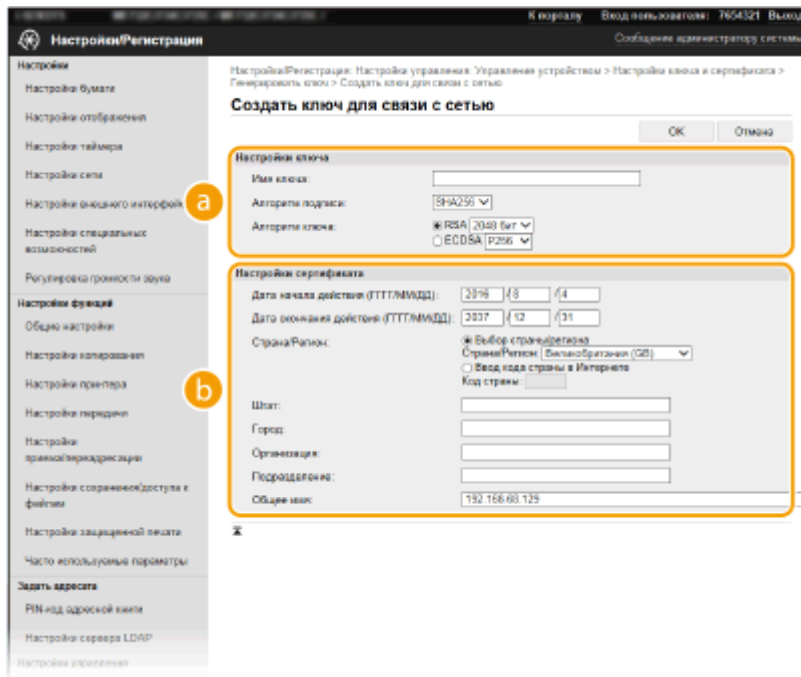 К порталу Вход пользователя: 7654321 Выход
Настройки/Регистрация
Сообщение администратору системы
Настройки
Настройки бумаги
Настройки отображения
Настройки таймера
Настройки сети
Настройки внешнего интерфей
Настройки специальных
возможностей
Регулировка громкости звука
Настройки функций
Общие настройки
Настройки копирования
Настройки принтера
Настройки передачи
Настройки
приема/переадресации
Настройки сохранения/доступа к
файлам
Настройки защищенной печати
Часто используемые параметры
Задать адресата
PIN-код адресной книги
Настройки сервера LDAP
Настройки управления
Настройки/Регистрация: Настройки управления: Управление устройством > Настройки ключа и сертификата >
Генерировать ключ > Создать ключ для связи с сетью
Создать ключ для связи с сетью
OK Отмена
a
Настройки ключа
Имя ключа:
Алгоритм подписи: SHA256
Алгоритм ключа: RSA 2048 бит
ECDSA P256
b
Настройки сертификата
Дата начала действия (ГГГГ/ММ/ДД): 2016 / 8 / 4
Дата окончания действия (ГГГГ/ММ/ДД): 2037 / 12 / 31
Страна/Регион: Выбор страны/региона
Страна/Регион: Великобритания (GB)
Ввод кода страны в Интернете
Код страны:
Штат:
Город:
Организация:
Подразделение:
Общее имя: 192.168.68.129